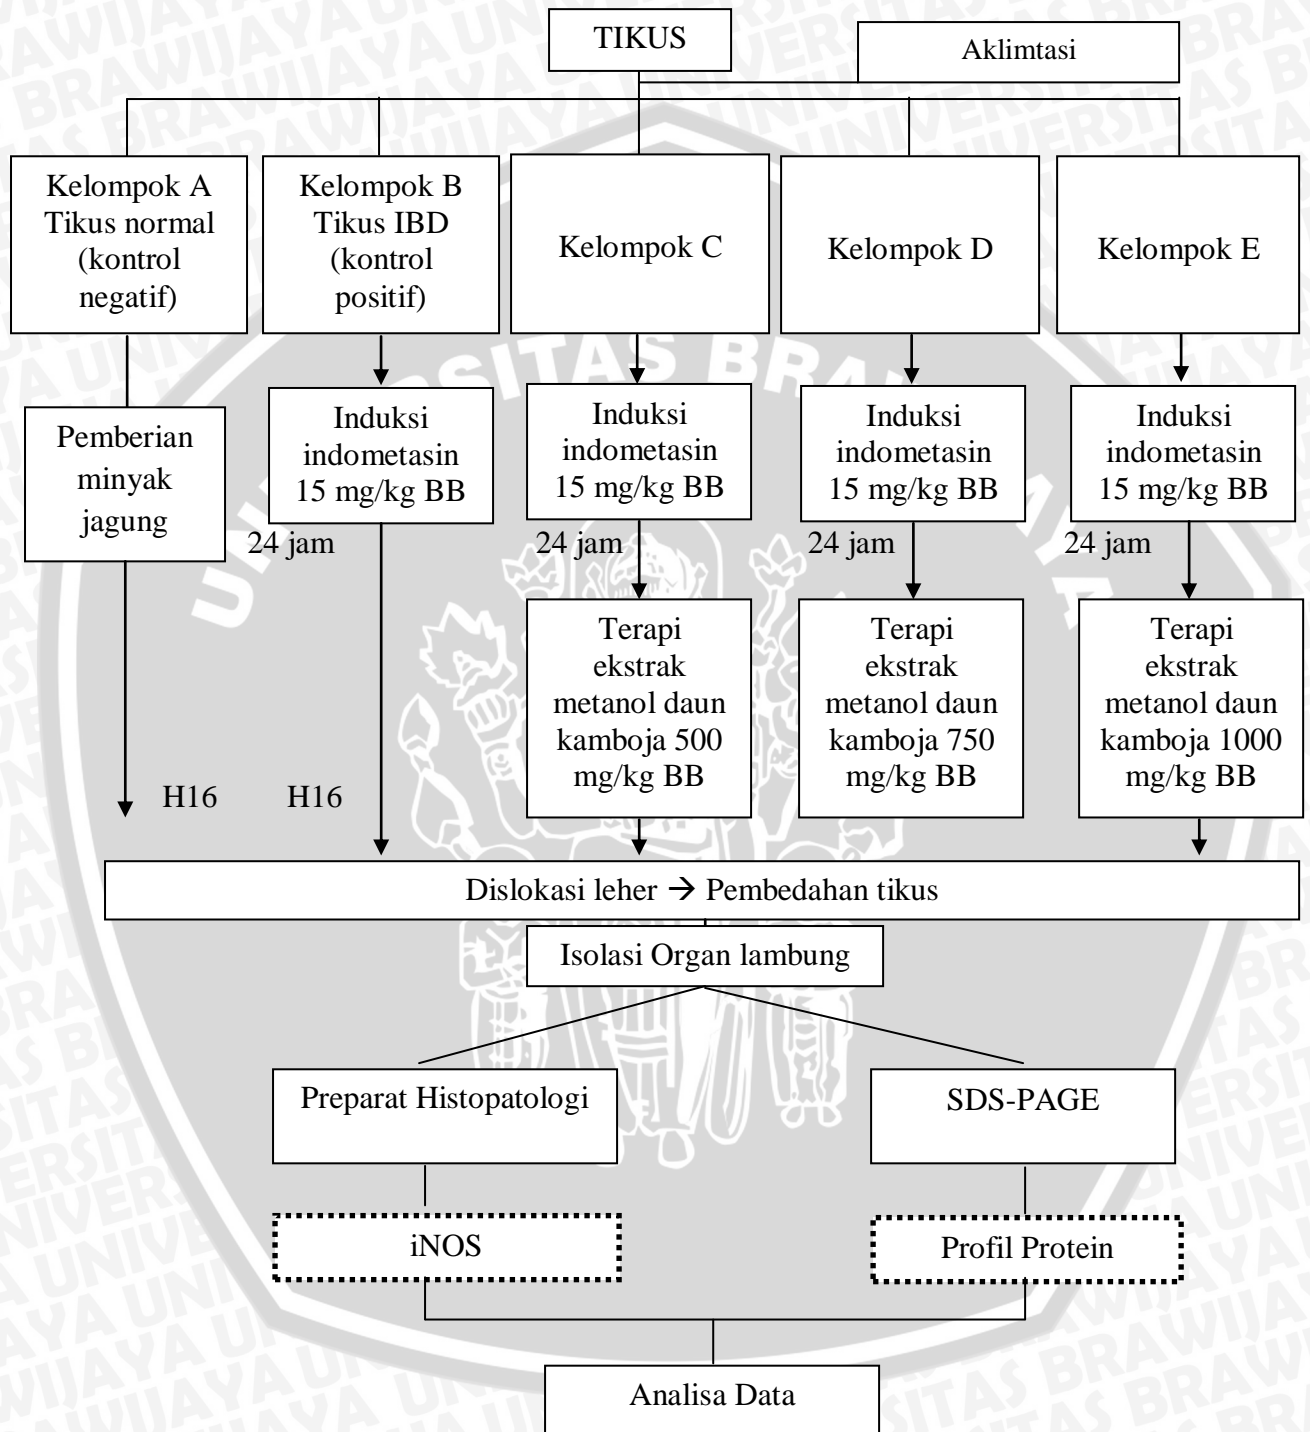 TIKUS
Aklimtasi
Kelompok A
Tikus normal
(kontrol
negatif)
Kelompok B
Tikus IBD
(kontrol
positif)
Kelompok C
Kelompok D
Kelompok E
Pemberian
minyak
jagung
Induksi
indometasin
15 mg/kg BB
Induksi
indometasin
15 mg/kg BB
Induksi
indometasin
15 mg/kg BB
Induksi
indometasin
15 mg/kg BB
24 jam
24 jam
24 jam
24 jam
Terapi
ekstrak
metanol daun
kamboja 500
mg/kg BB
Terapi
ekstrak
metanol daun
kamboja 750
mg/kg BB
Terapi
ekstrak
metanol daun
kamboja 1000
mg/kg BB
H16
H16
Dislokasi leher → Pembedahan tikus
Isolasi Organ lambung
Preparat Histopatologi
SDS-PAGE
iNOS
Profil Protein
Analisa Data